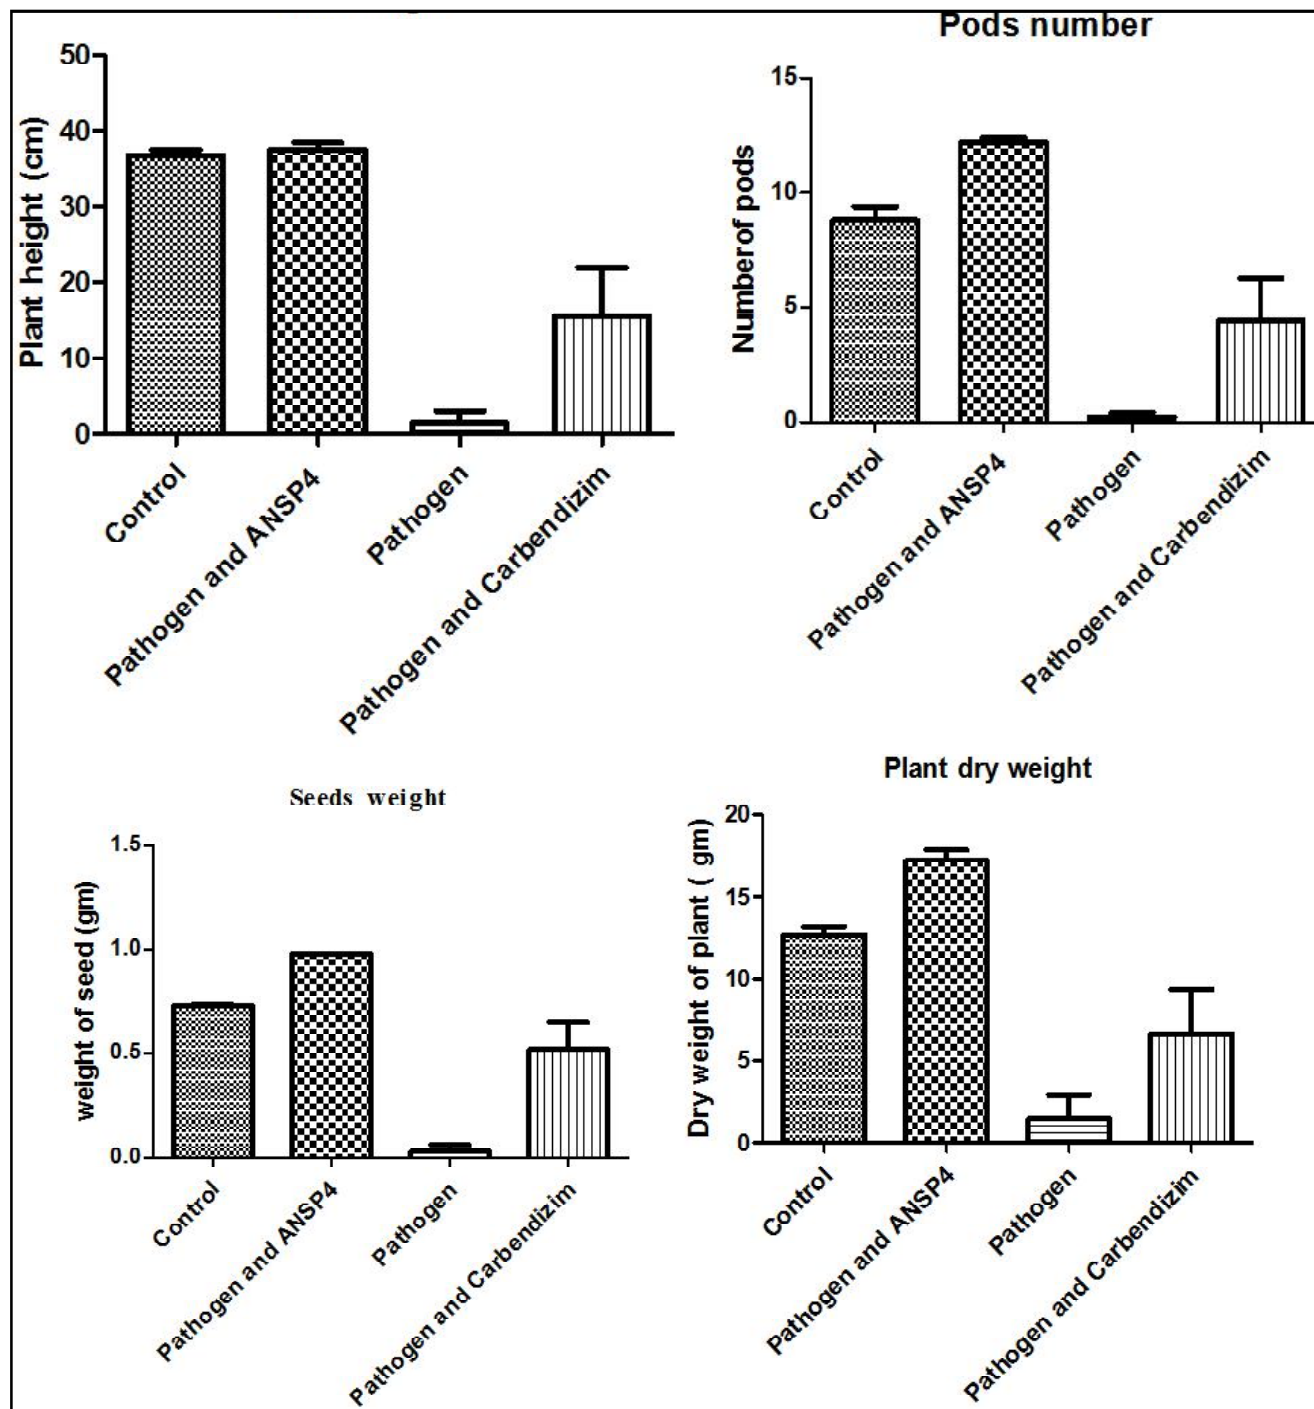 50
40
30
20
10
0
Plant height (cm)
Control
Pathogen and ANSP4
Pathogen
Pathogen and Carbendizim
Pods number
15
10
5
0
Numberof pods
Control
Pathogen and ANSP4
Pathogen
Pathogen and Carbendizim
Seeds weight
1.5
1.0
0.5
0.0
weight of seed (gm)
Control
Pathogen and ANSP4
Pathogen
Pathogen and Carbendizim
Plant dry weight
20
15
10
5
0
Dry weight of plant ( gm)
Control
Pathogen and ANSP4
Pathogen
Pathogen and Carbendizim